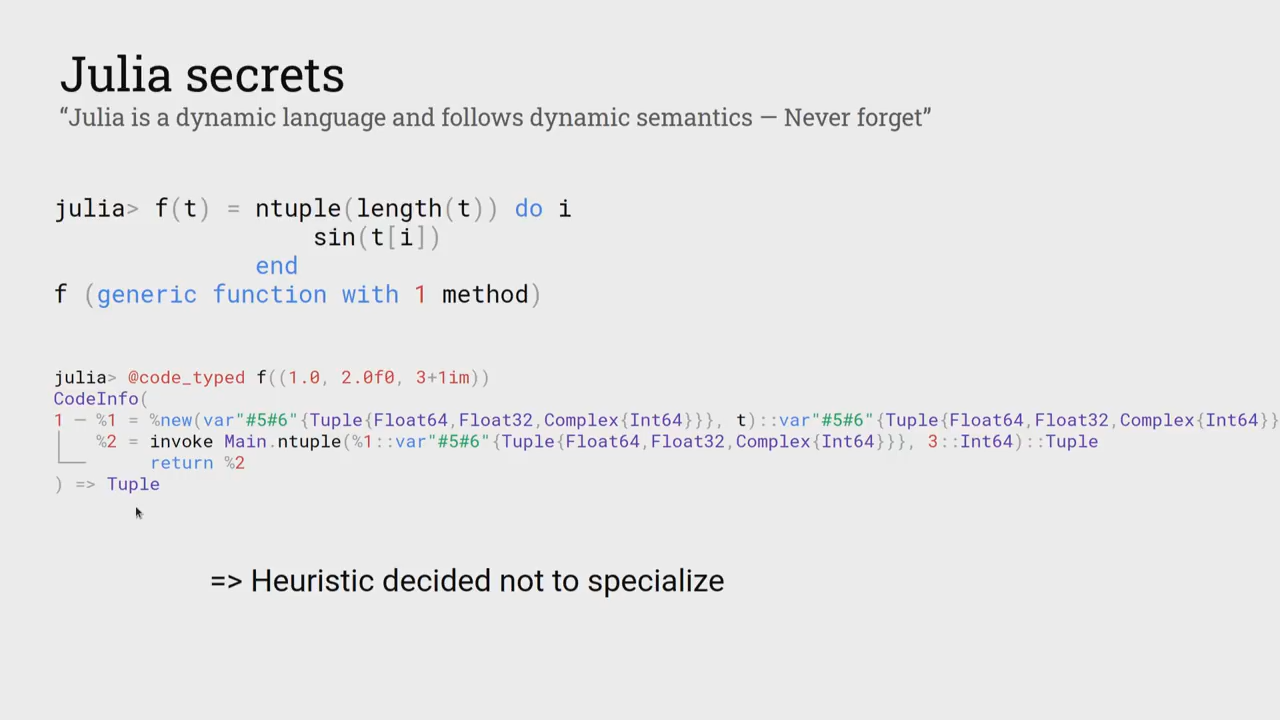 Julia secrets
“Julia is a dynamic language and follows dynamic semantics — Never forget”
julia> f(t) = ntuple(length(t)) do i
sin(t[i])
end
f (generic function with 1 method)
julia> @code_typed f((1.0, 2.0f0, 3+1im))
CodeInfo(
1 — %1 = %new(var"#5#6"{Tuple{Float64,Float32,Complex{Int64}}}, t)::var"#5#6"{Tuple{Float64,Float32,Complex{Int64}}}
%2 = invoke Main.ntuple(%1::var"#5#6"{Tuple{Float64,Float32,Complex{Int64}}}, 3::Int64)::Tuple
return %2
) => Tuple
=> Heuristic decided not to specialize